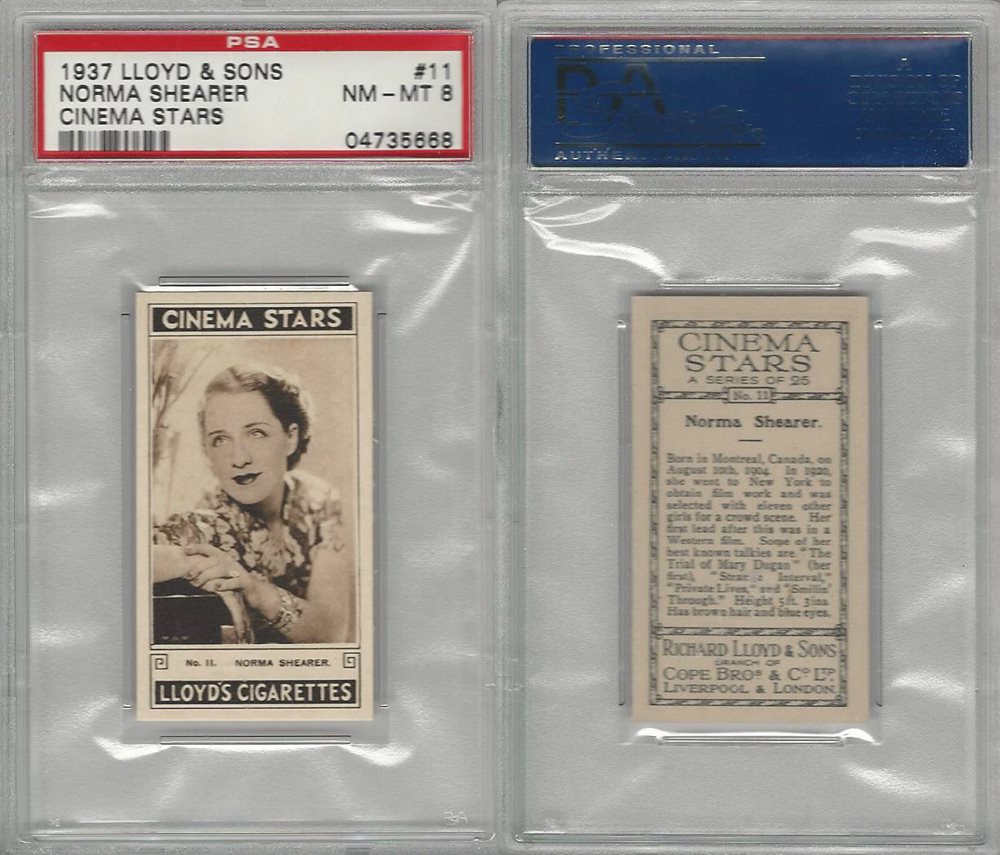 PSA
1937 LLOYD & SONS #11
NORMA SHEARER NM - MT 8
CINEMA STARS
04735668
CINEMA STARS
No. 11. NORMA SHEARER.
LLOYD'S CIGARETTES
PROFESSIONAL
PSA
CINEMA
STARS
A SERIES OF 25
No. 11
Norma Shearer.
Born in Montreal, Canada, on
August 10th, 1904. In 1920,
she went to New York to
obtain film work and was
selected with eleven other
girls for a crowd scene. Her
first lead after this was in a
Western film. Some of her
best known talkies are "The
Trial of Mary Dugan" (her
first), "Strange Interval,"
"Private Lives," and "Smilin'
Through." Height 5ft. 3ins.
Has brown hair and blue eyes.
RICHARD LLOYD & SONS
BRANCH OF
COPE BROS & CO LTD
LIVERPOOL & LONDON.
PSA